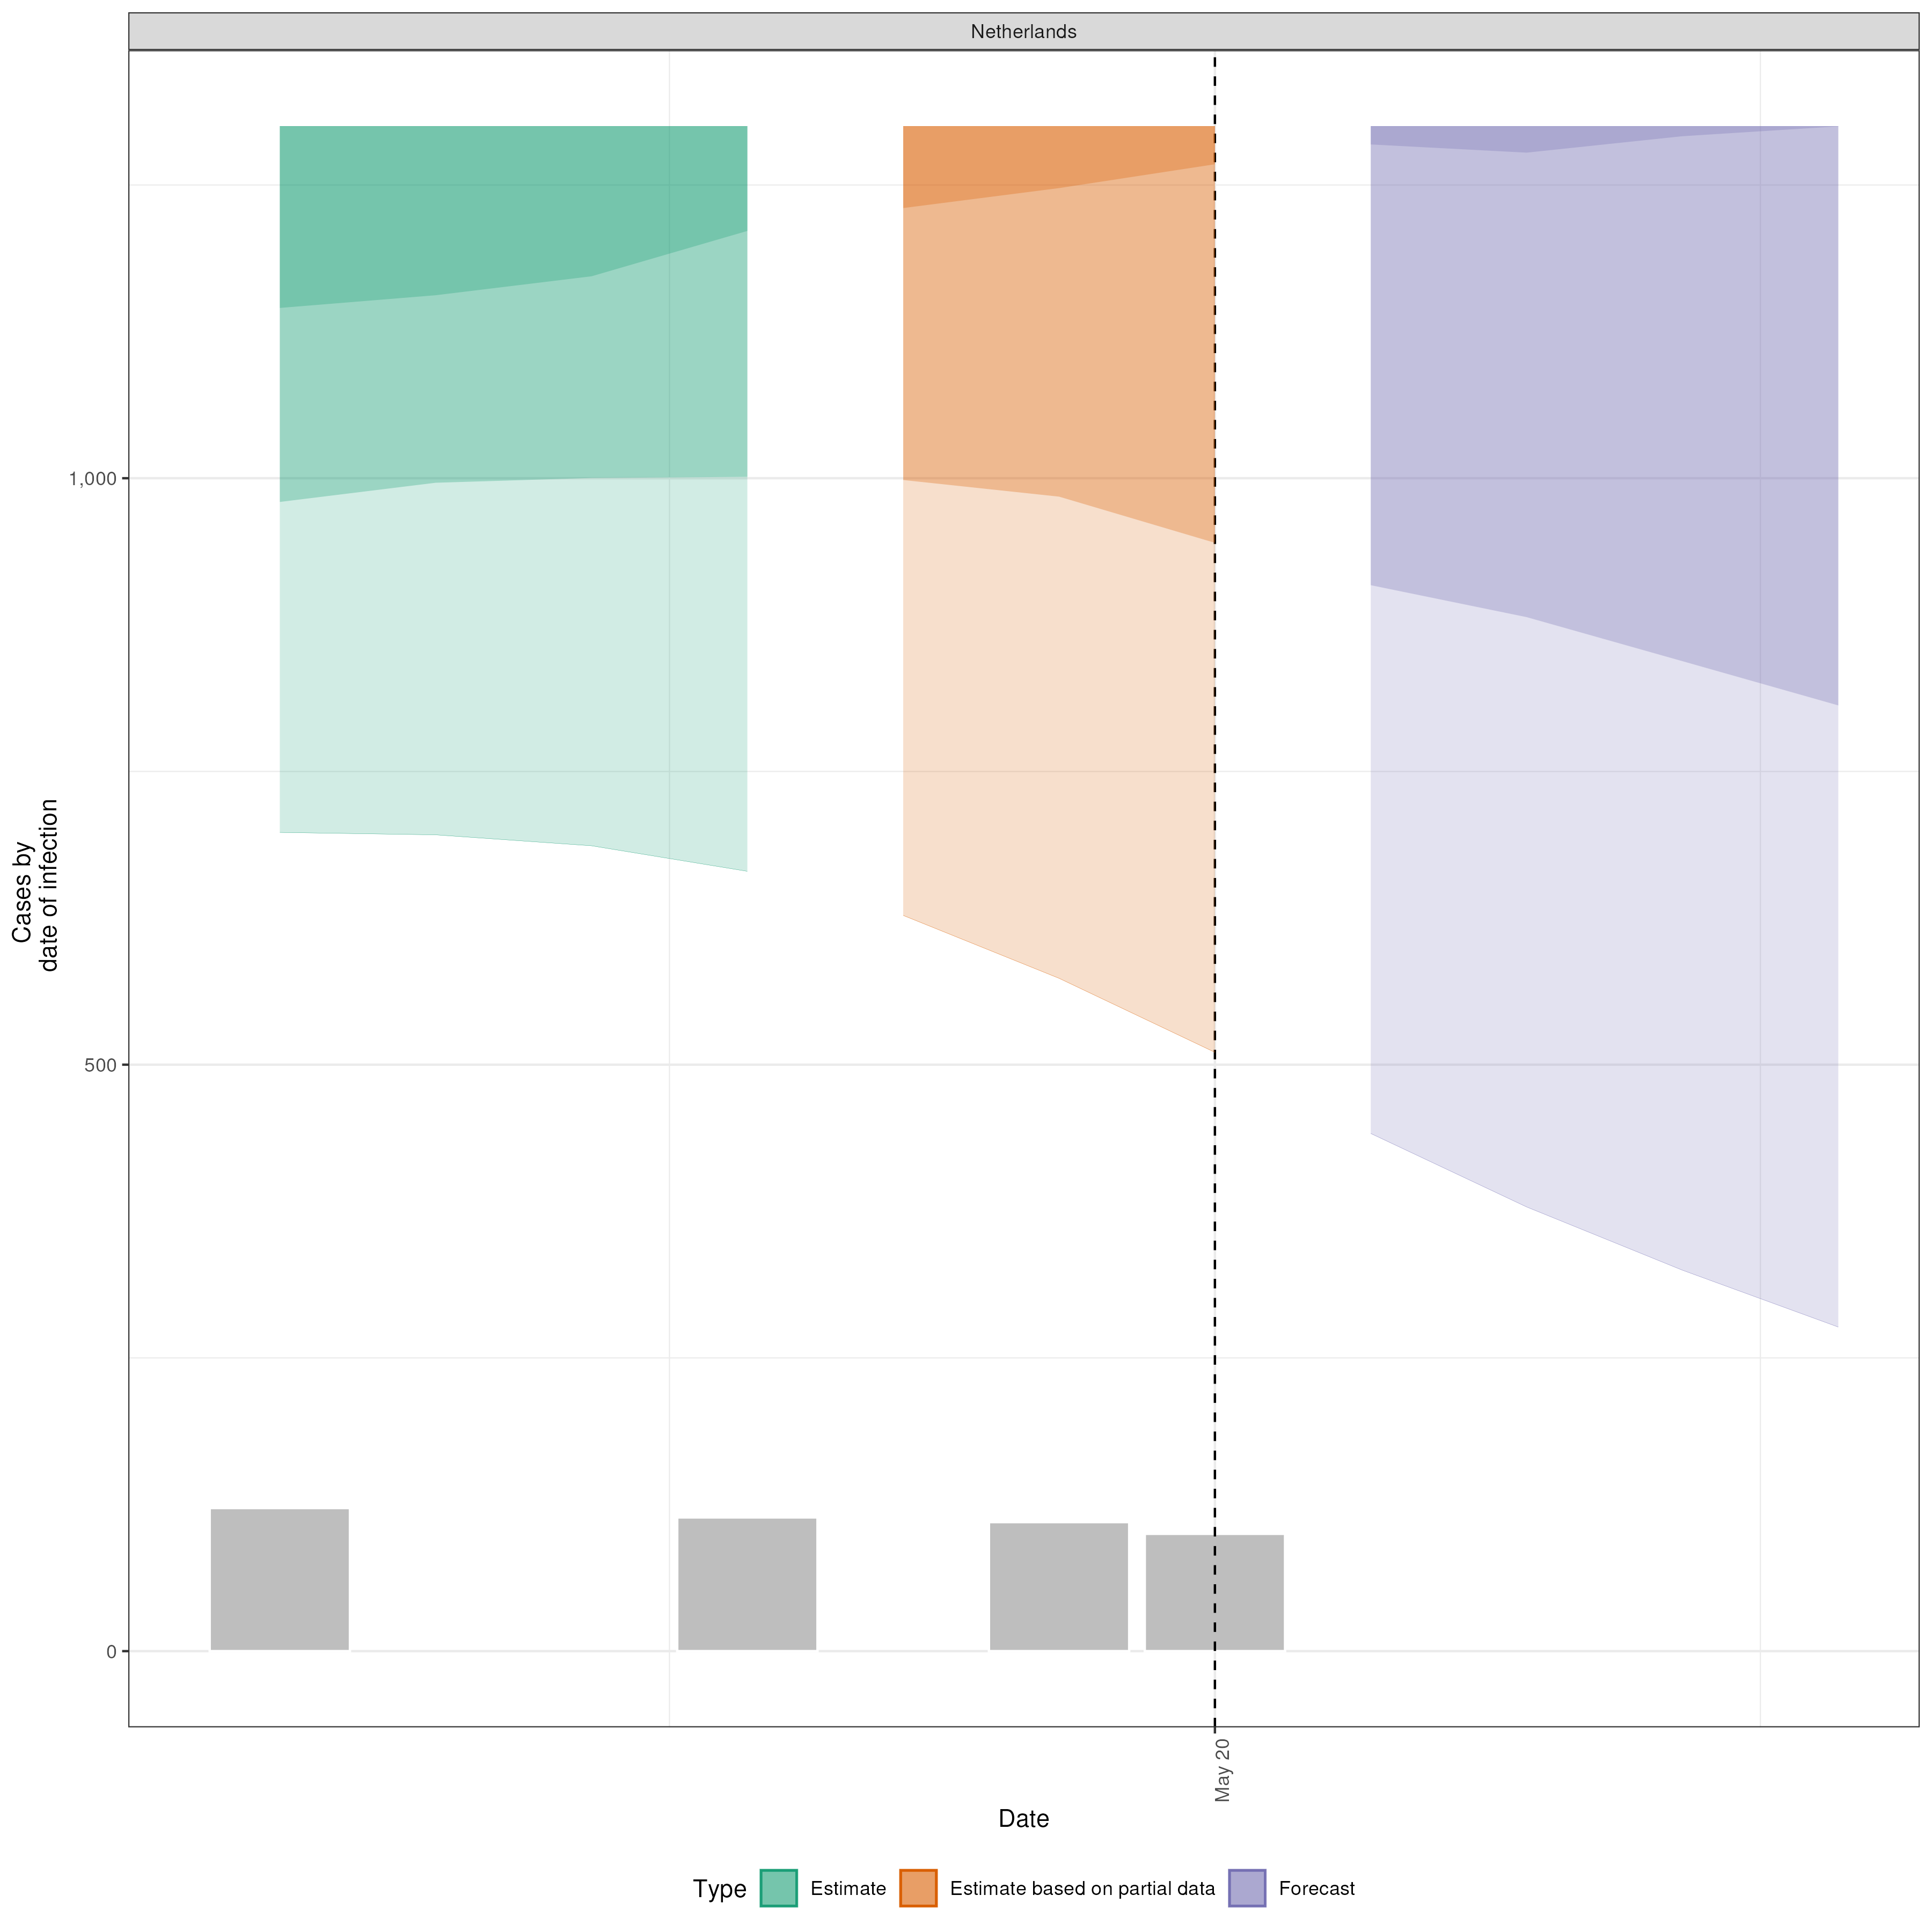 Netherlands
1,000
500
0
Cases by
date of infection
May 20
Date
Type
Estimate
Estimate based on partial data
Forecast